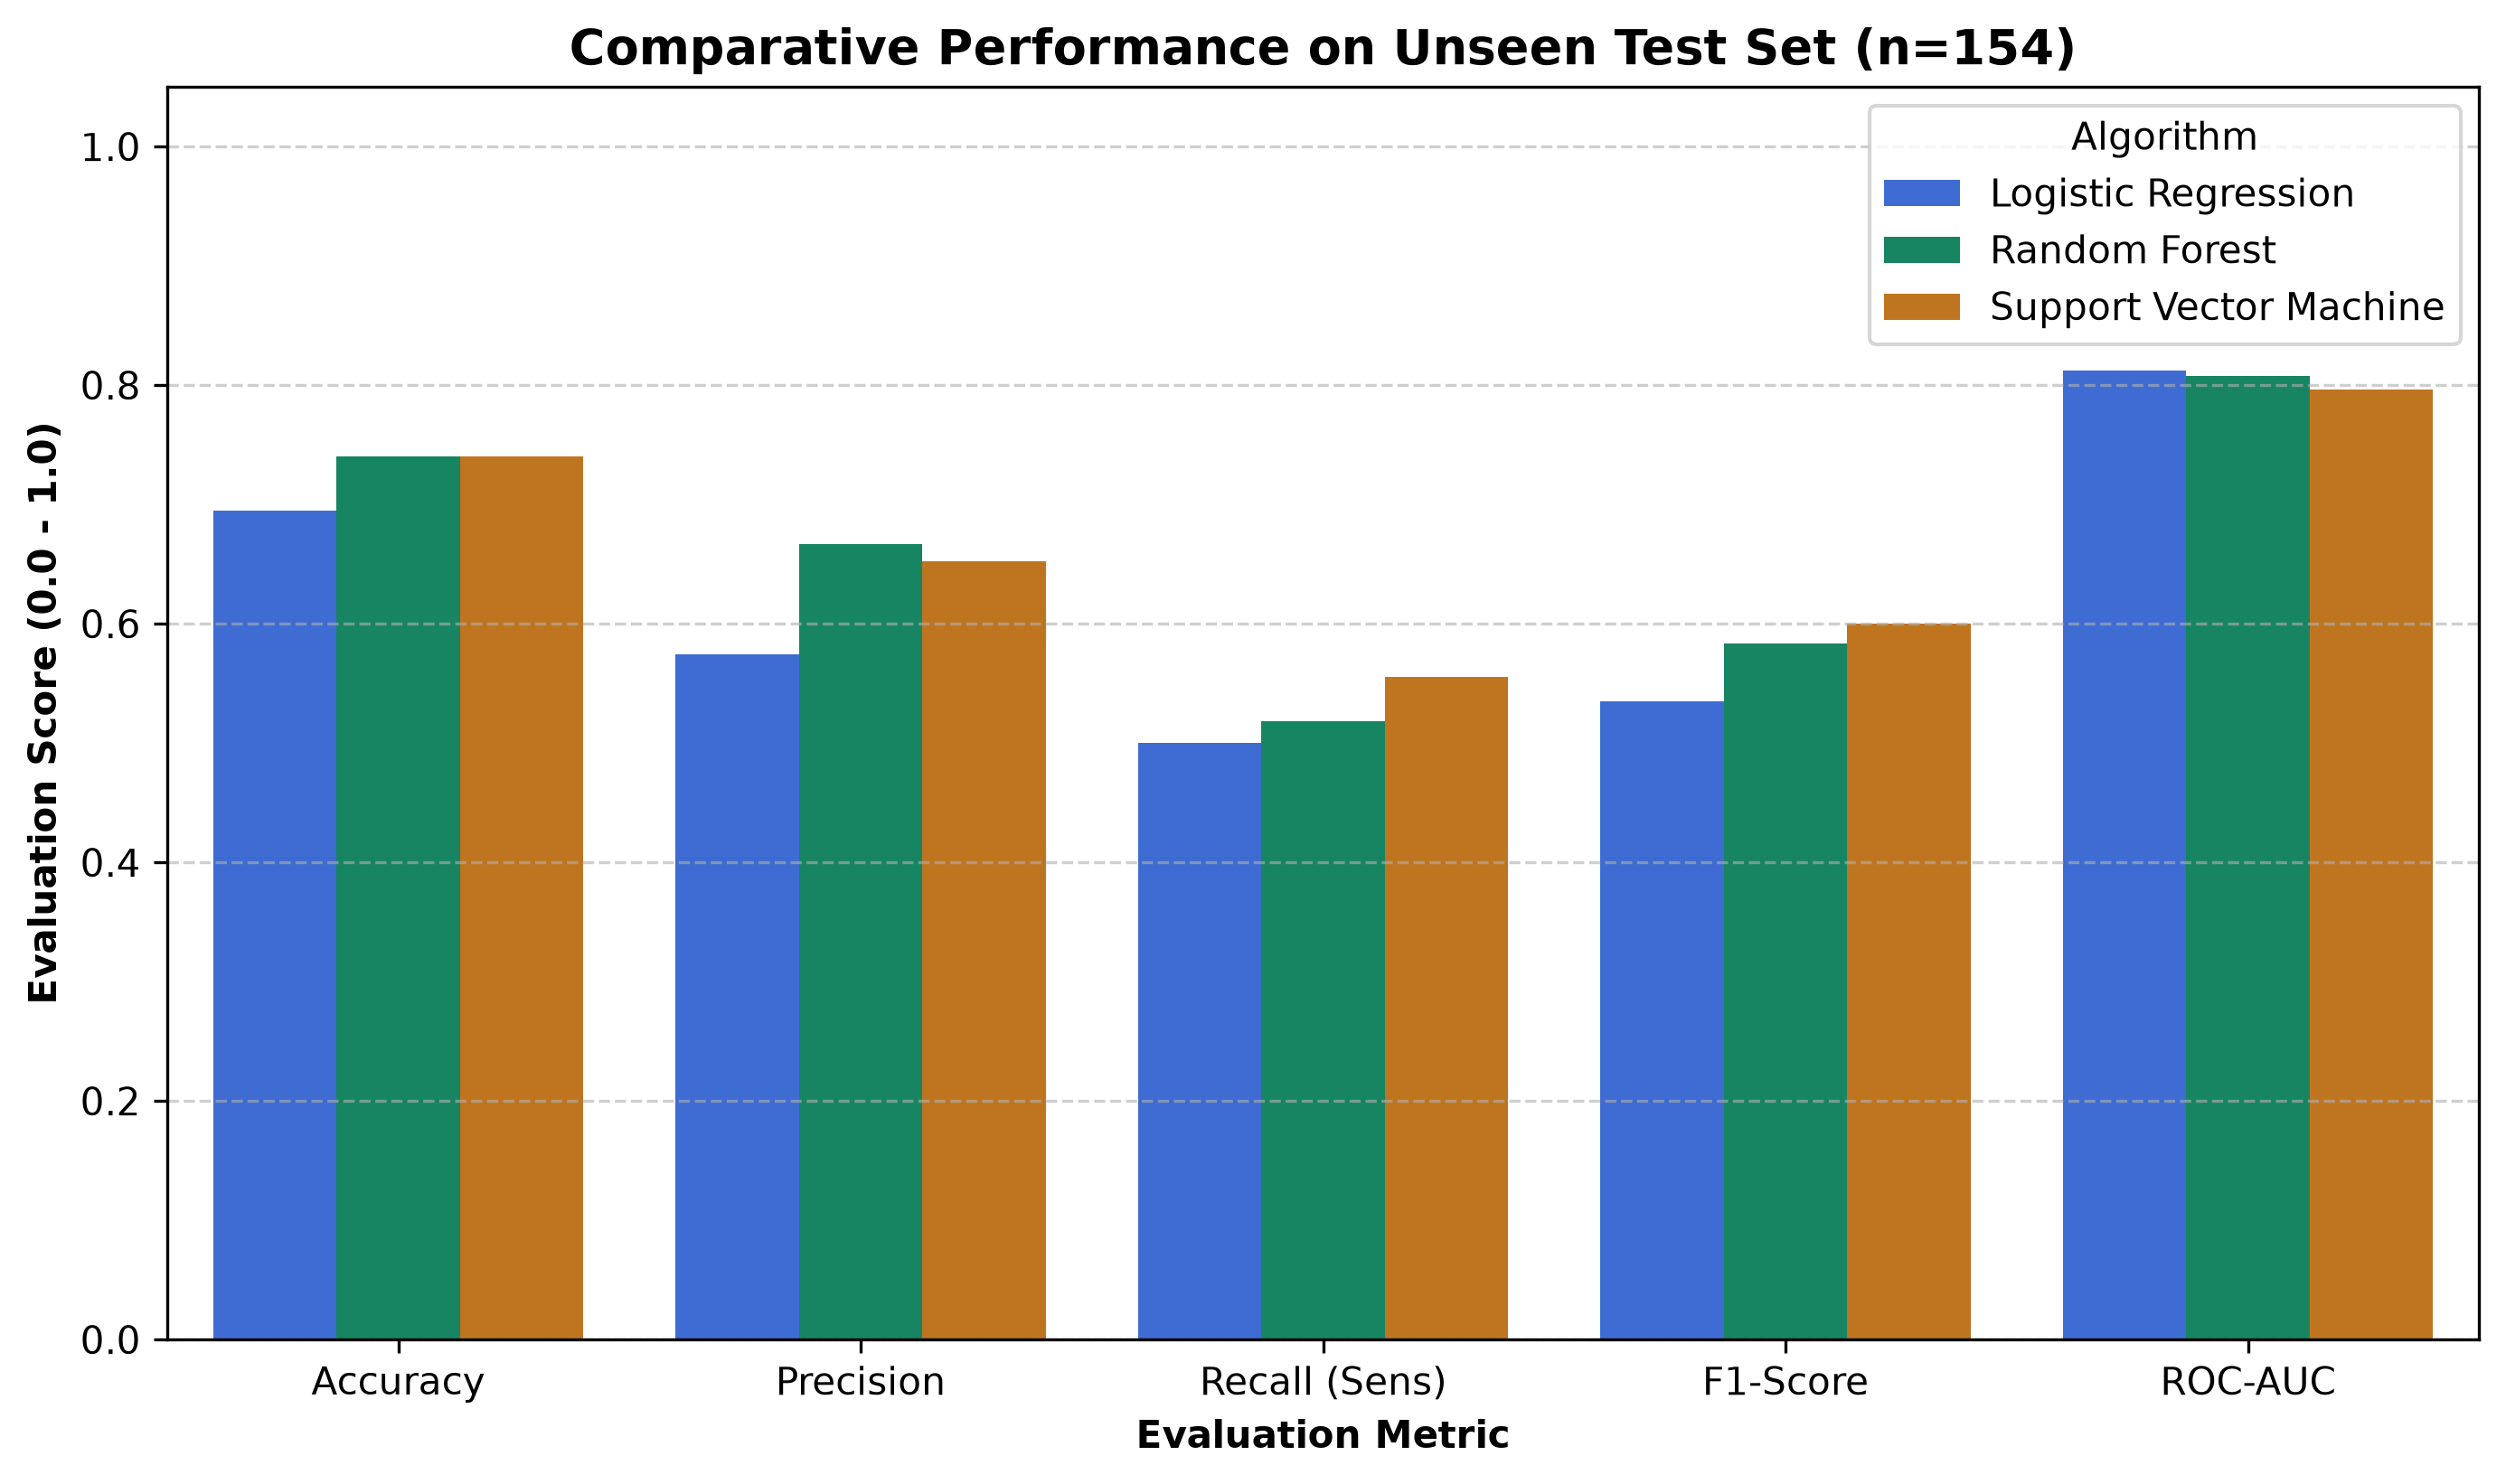 Comparative Performance on Unseen Test Set (n=154)
Algorithm
Logistic Regression
Random Forest
Support Vector Machine
Evaluation Score (0.0 - 1.0)
1.0
0.8
0.6
0.4
0.2
0.0
Accuracy
Precision
Recall (Sens)
F1-Score
ROC-AUC
Evaluation Metric